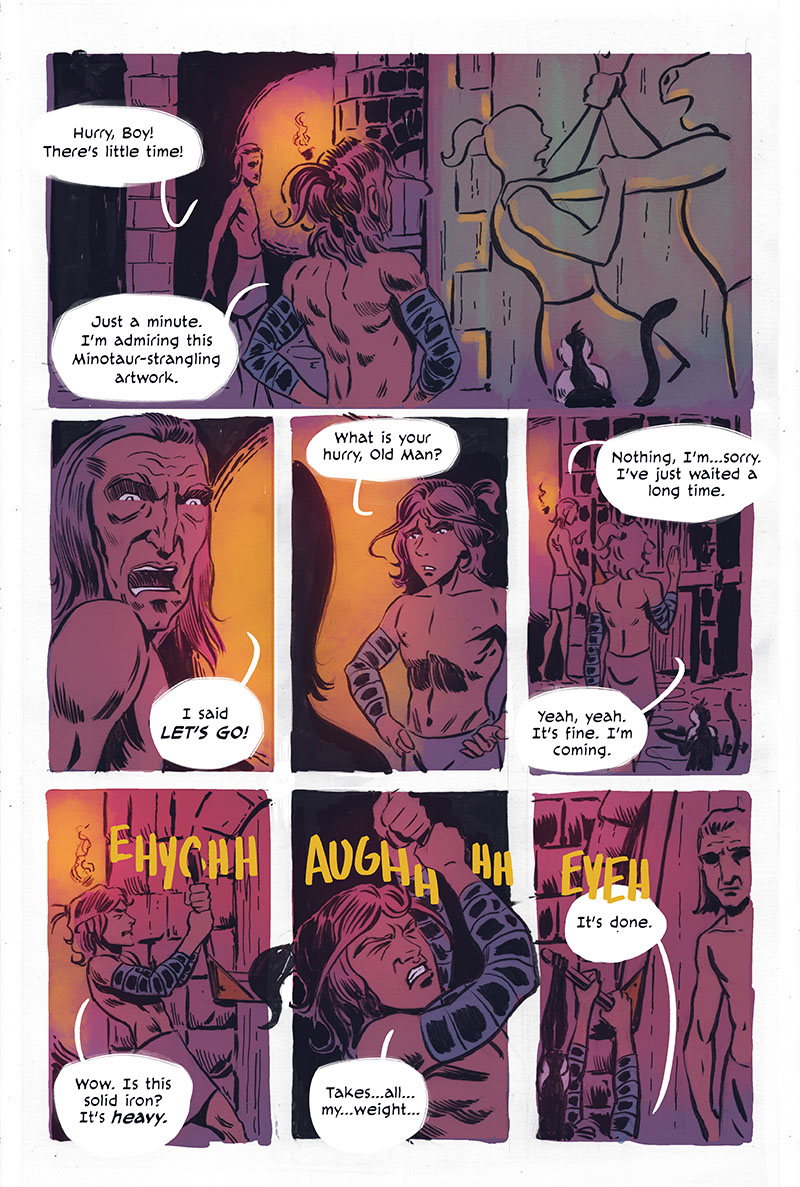 Hurry, Boy!
There's little time!
Just a minute.
I'm admiring this
Minotaur-strangling
artwork.
I said
LET'S GO!
What is your
hurry, Old Man?
Nothing, I'm...sorry.
I've just waited a
long time.
Yeah, yeah.
It's fine. I'm
coming.
EHYGHH
Wow. Is this
solid iron?
It's heavy.
AUGHH HH
Takes...all...
my...weight...
EYEH
It's done.